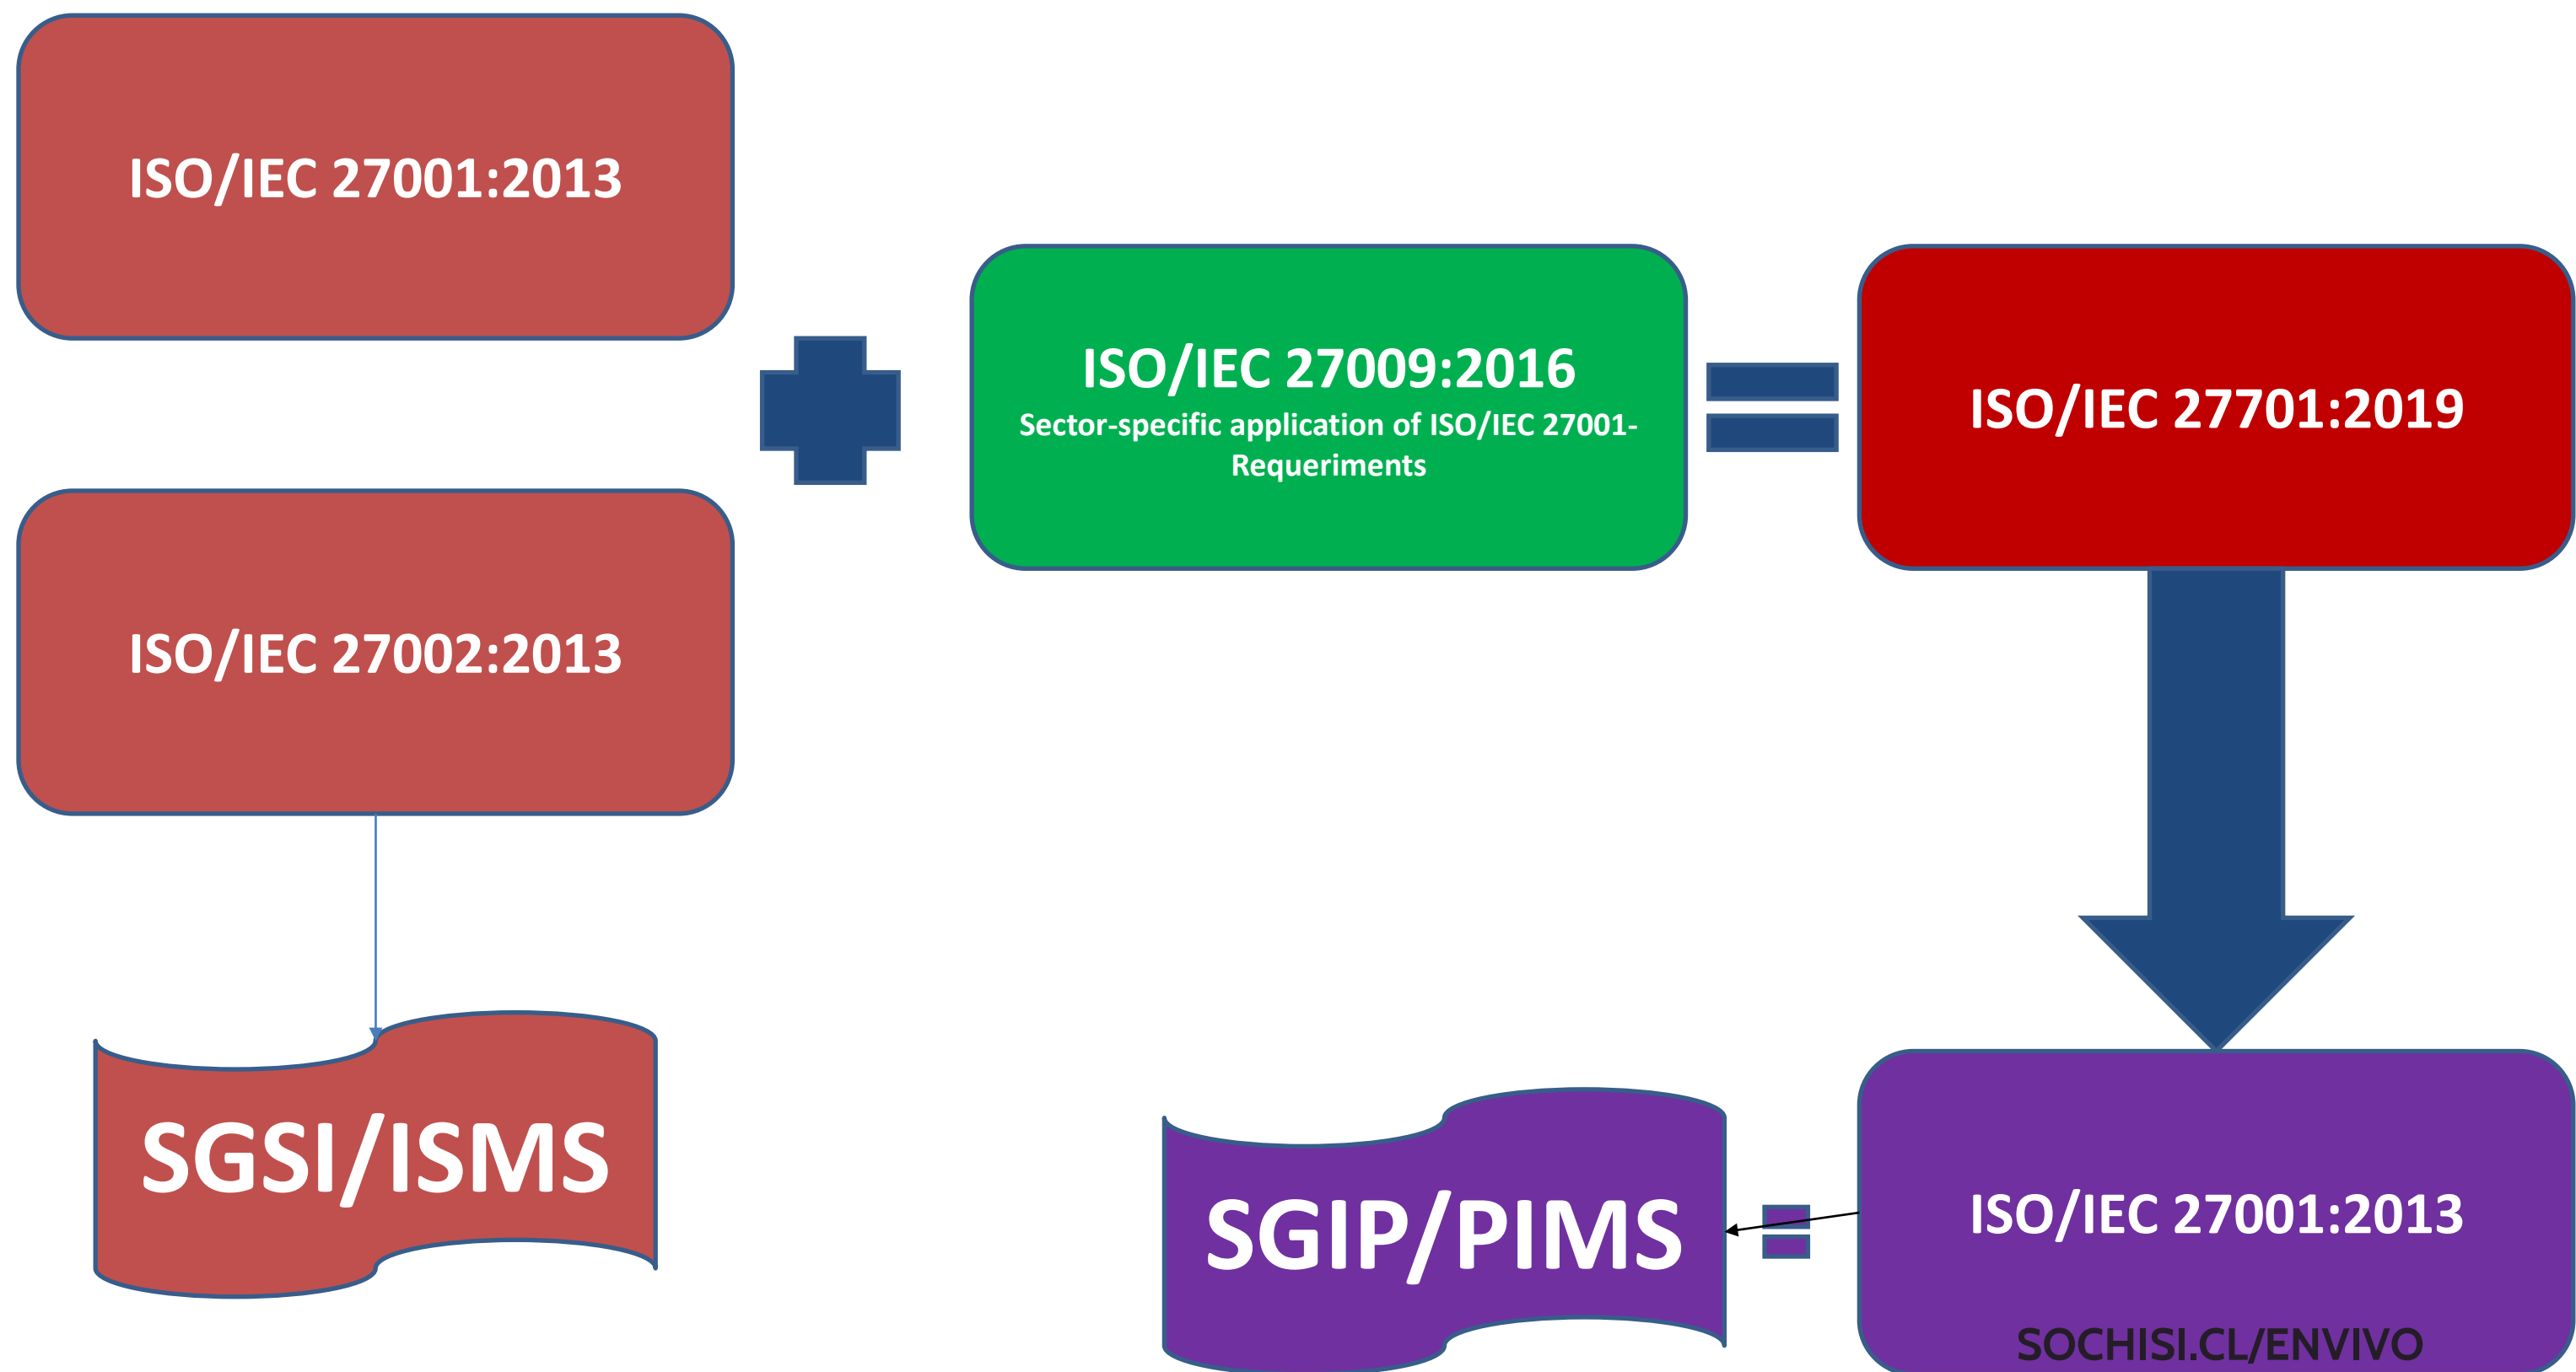 ISO/IEC 27001:2013
ISO/IEC 27009:2016
Sector-specific application of ISO/IEC 27001-
Requeriments
ISO/IEC 27701:2019
ISO/IEC 27002:2013
SGSI/ISMS
SGIP/PIMS
ISO/IEC 27001:2013
SOCHISI.CL/ENVIVO